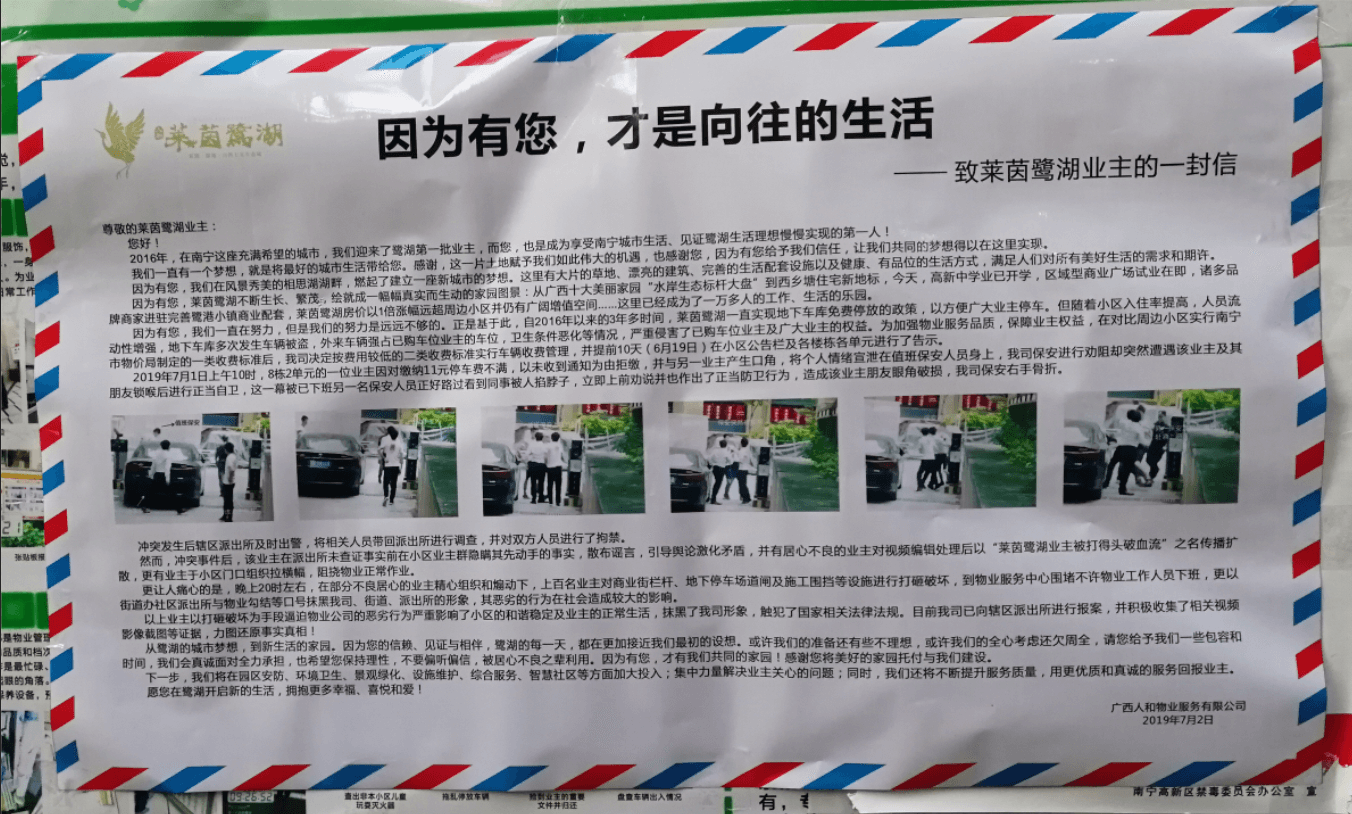 莱茵鹭湖
因为有您，才是向往的生活
—— 致莱茵鹭湖业主的一封信
尊敬的莱茵鹭湖业主：
您好！
2016年，在南宁这座充满希望的城市，我们迎来了鹭湖第一批业主，而您，也是成为享受南宁城市生活、见证鹭湖生活理想慢慢实现的第一人！
我们一直有一个梦想，就是将最好的城市生活带给您。感谢，这一片土地赋予我们如此伟大的机遇，也感谢您，因为有您给予我们信任，让我们共同的梦想得以在这里实现。
因为有您，我们在风景秀美的相思湖湖畔，燃起了建立一座新城市的梦想。这里有大片的草地、漂亮的建筑、完善的生活配套设施以及健康、有品位的生活方式，满足人们对所有美好生活的需求和期许。
因为有您，莱茵鹭湖不断生长、繁茂，绘就成一幅幅真实而生动的家园图景：从广西十大美丽家园“水岸生态标杆大盘”到西乡塘住宅新地标，今天，高新中学业已开学，区域型商业广场试业在即，诸多品
牌商家进驻完善鹭港小镇商业配套，莱茵鹭湖房价以1倍涨幅远超周边小区并仍有广阔增值空间......这里已经成为了一万多人的工作、生活的乐园。
因为有您，我们一直在努力，但是我们的努力是远远不够的。正是基于此，自2016年以来的3年多时间，莱茵鹭湖一直实现地下车库免费停放的政策，以方便广大业主停车。但随着小区入住率提高，人员流
动性增强，地下车库多次发生车辆被盗，外来车辆强占已购车位业主的车位，卫生条件恶化等情况，严重侵害了已购车位业主及广大业主的权益。为加强物业服务品质，保障业主权益，在对比周边小区实行南宁
市物价局制定的一类收费标准后，我司决定按费用较低的二类收费标准实行车辆收费管理，并提前10天（6月19日）在小区公告栏及各楼栋各单元进行了告示。
2019年7月1日上午10时，8栋2单元的一位业主因对缴纳11元停车费不满，以未收到通知为由拒缴，并与另一业主产生口角，将个人情绪宣泄在值班保安人员身上，我司保安进行劝阻却突然遭遇该业主及其
朋友锁喉后进行正当自卫，这一幕被已下班另一名保安人员正好路过看到同事被人掐脖子，立即上前劝说并也作出了正当防卫行为，造成该业主朋友眼角破损，我司保安右手骨折。
值班保安
冲突发生后辖区派出所及时出警，将相关人员带回派出所进行调查，并对双方人员进行了拘禁。
然而，冲突事件后，该业主在派出所未查证事实前在小区业主群隐瞒其先动手的事实，散布谣言，引导舆论激化矛盾，并有居心不良的业主对视频编辑处理后以“莱茵鹭湖业主被打得头破血流”之名传播扩
散，更有业主于小区门口组织拉横幅，阻挠物业正常作业。
更让人痛心的是，晚上20时左右，在部分不良居心的业主精心组织和煽动下，上百名业主对商业街栏杆、地下停车场道闸及施工围挡等设施进行打砸破坏，到物业服务中心围堵不许物业工作人员下班，更以
街道办社区派出所与物业勾结等口号抹黑我司、街道、派出所的形象，其恶劣的行为在社会造成较大的影响。
以上业主以打砸破坏为手段逼迫物业公司的恶劣行为严重影响了小区的和谐稳定及业主的正常生活，抹黑了我司形象，触犯了国家相关法律法规。目前我司已向辖区派出所进行报案，并积极收集了相关视频
影像截图等证据，力图还原事实真相！
从鹭湖的城市梦想，到新生活的家园。因为您的信赖、见证与相伴，鹭湖的每一天，都在更加接近我们最初的设想。或许我们的准备还有些不理想，或许我们的全心考虑还欠周全，请您给予我们一些包容和
时间，我们会真诚面对全力承担，也希望您保持理性，不要偏听偏信，被居心不良之辈利用。因为有您，才有我们共同的家园！感谢您将美好的家园托付与我们建设。
下一步，我们将在园区安防、环境卫生、景观绿化、设施维护、综合服务、智慧社区等方面加大投入；集中力量解决业主关心的问题；同时，我们还将不断提升服务质量，用更优质和真诚的服务回报业主。
愿您在鹭湖开启新的生活，拥抱更多幸福、喜悦和爱！
广西人和物业服务有限公司
2019年7月2日
查出非本小区儿童
玩耍灭火器
拖乱停放车辆
捡到业主的重要
文件并归还
盘查车辆出入情况
南宁高新区禁毒委员会办公室 宣